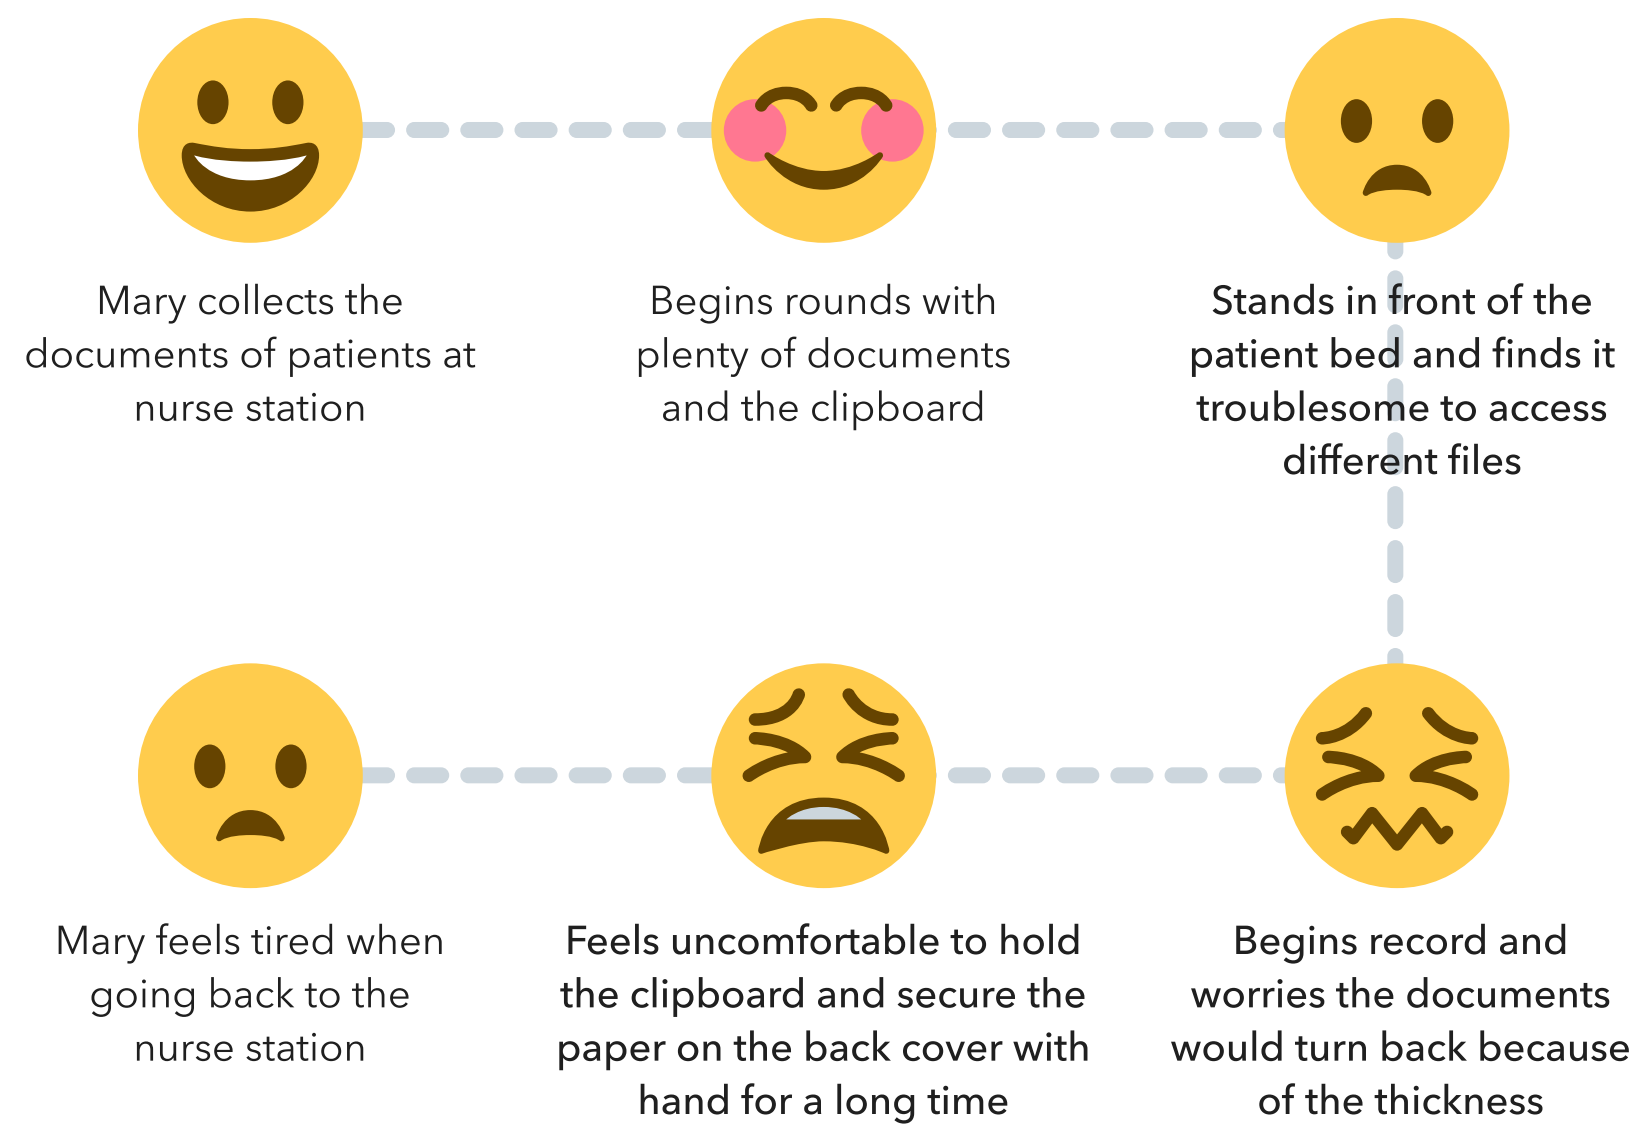 Mary collects the
documents of patients at
nurse station
Begins rounds with
plenty of documents
and the clipboard
Stands in front of the
patient bed and finds it
troublesome to access
different files
Mary feels tired when
going back to the
nurse station
Feels uncomfortable to hold
the clipboard and secure the
paper on the back cover with
hand for a long time
Begins record and
worries the documents
would turn back because
of the thickness